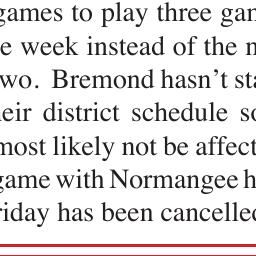 games to play three gam
e week instead of the n
wo. Bremond hasn't sta
eir district schedule so
most likely not be affect
game with Normangee h
riday has been cancelled